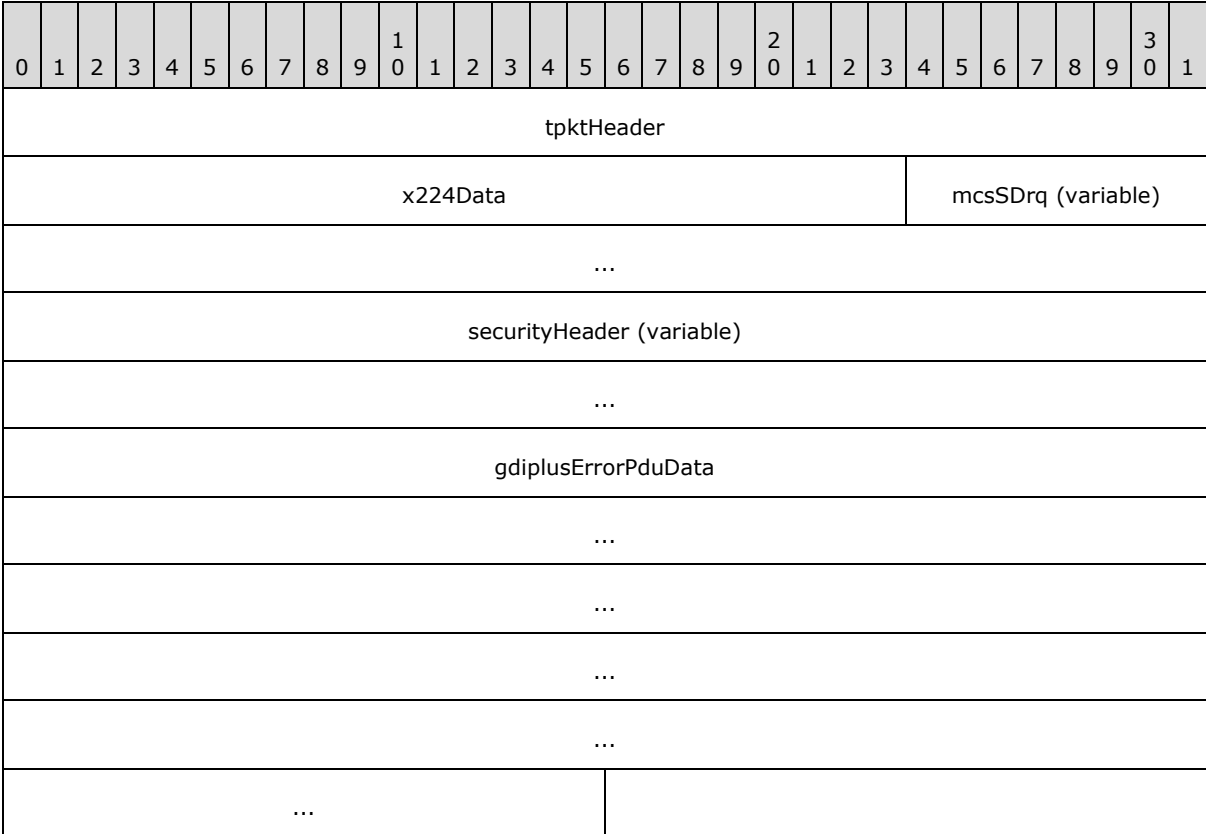 1 2 3
0 1 2 3 4 5 6 7 8 9 0 1 2 3 4 5 6 7 8 9 0 1 2 3 4 5 6 7 8 9 0 1
tpktHeader
x224Data mcsSDrq (variable)
...
securityHeader (variable)
...
gdiplusErrorPduData
...
...
...
...
...